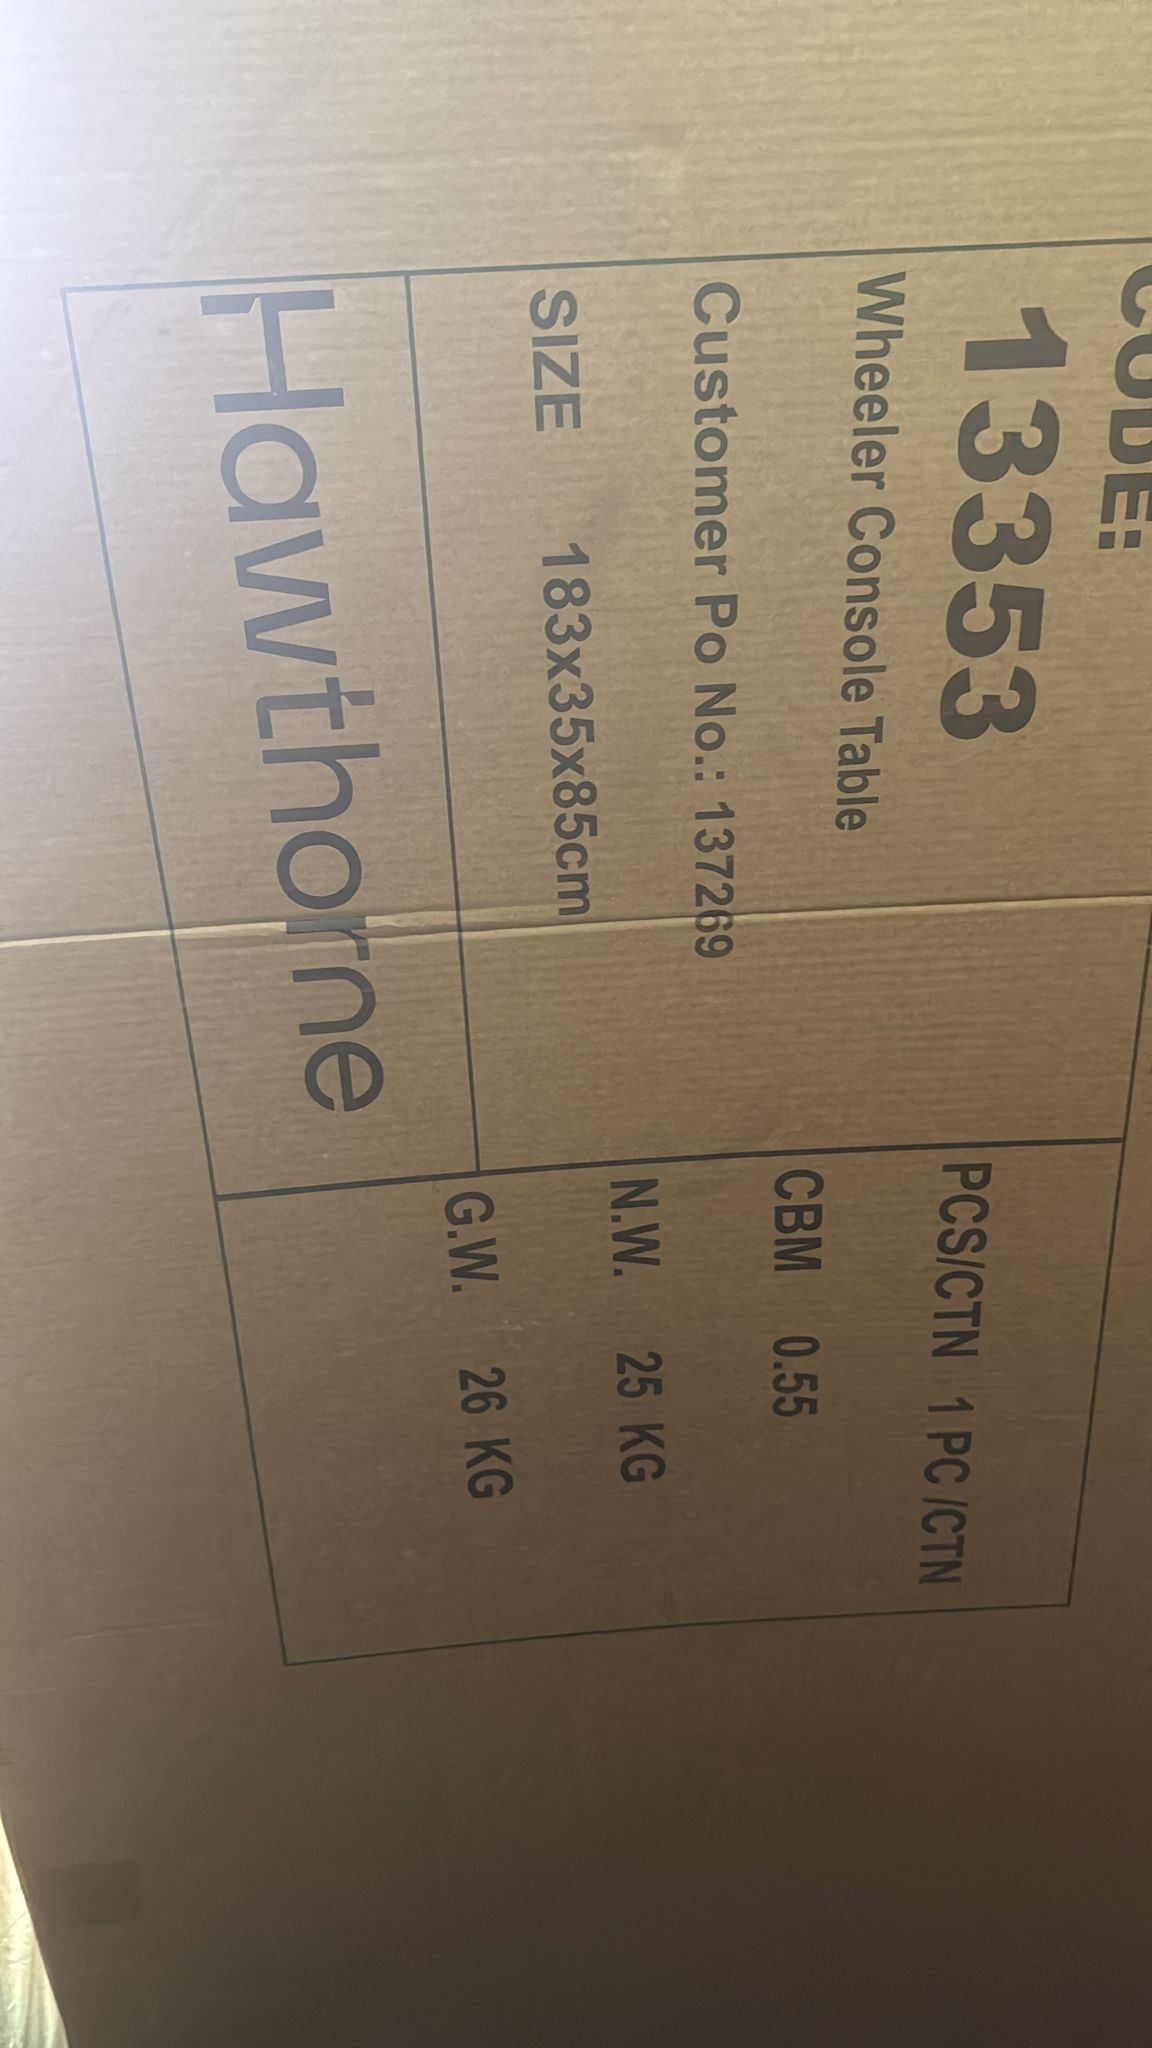 CODE:
13353
Wheeler Console Table
Customer Po No.: 137269
SIZE 183x35x85cm
Hawthorne
PCS/CTN 1 PC /CTN
CBM 0.55
N.W. 25 KG
G.W. 26 KG